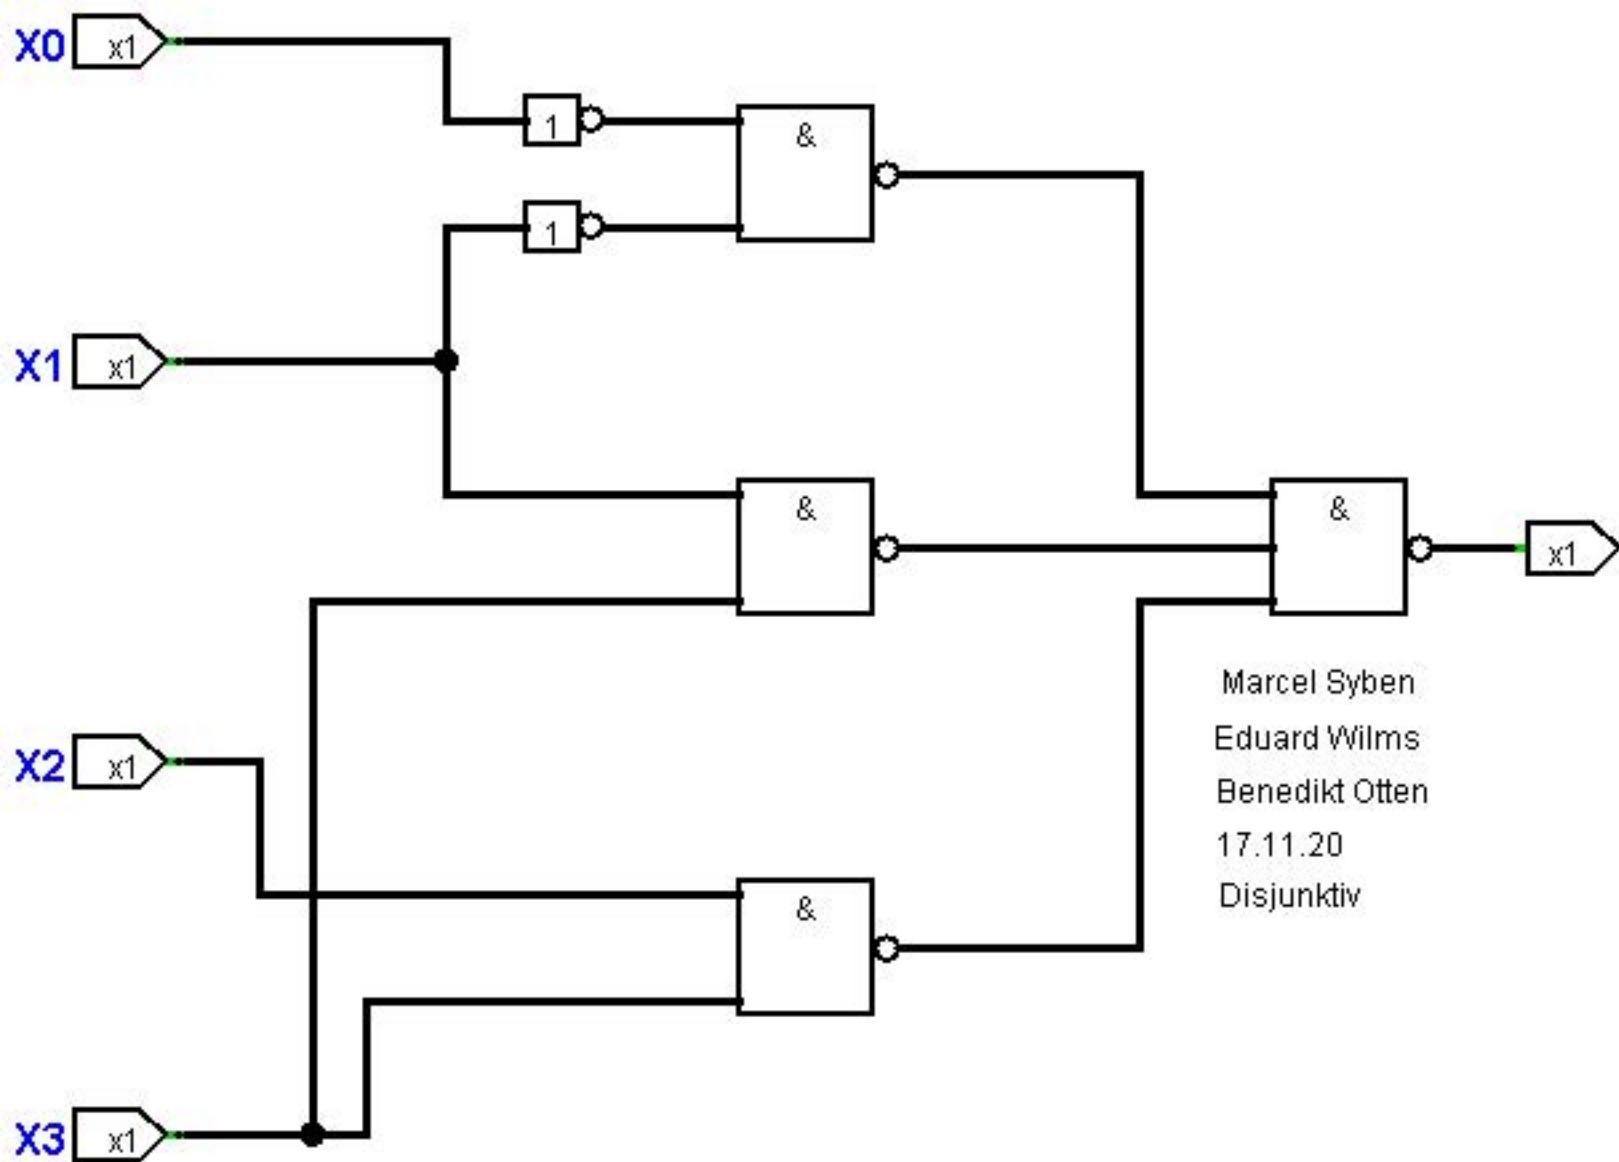 X0 x1
1
&
1
X1 x1
&
&
x1
Marcel Syben
Eduard Wilms
X2 x1
Benedikt Otten
17.11.20
Disjunktiv
&
X3 x1